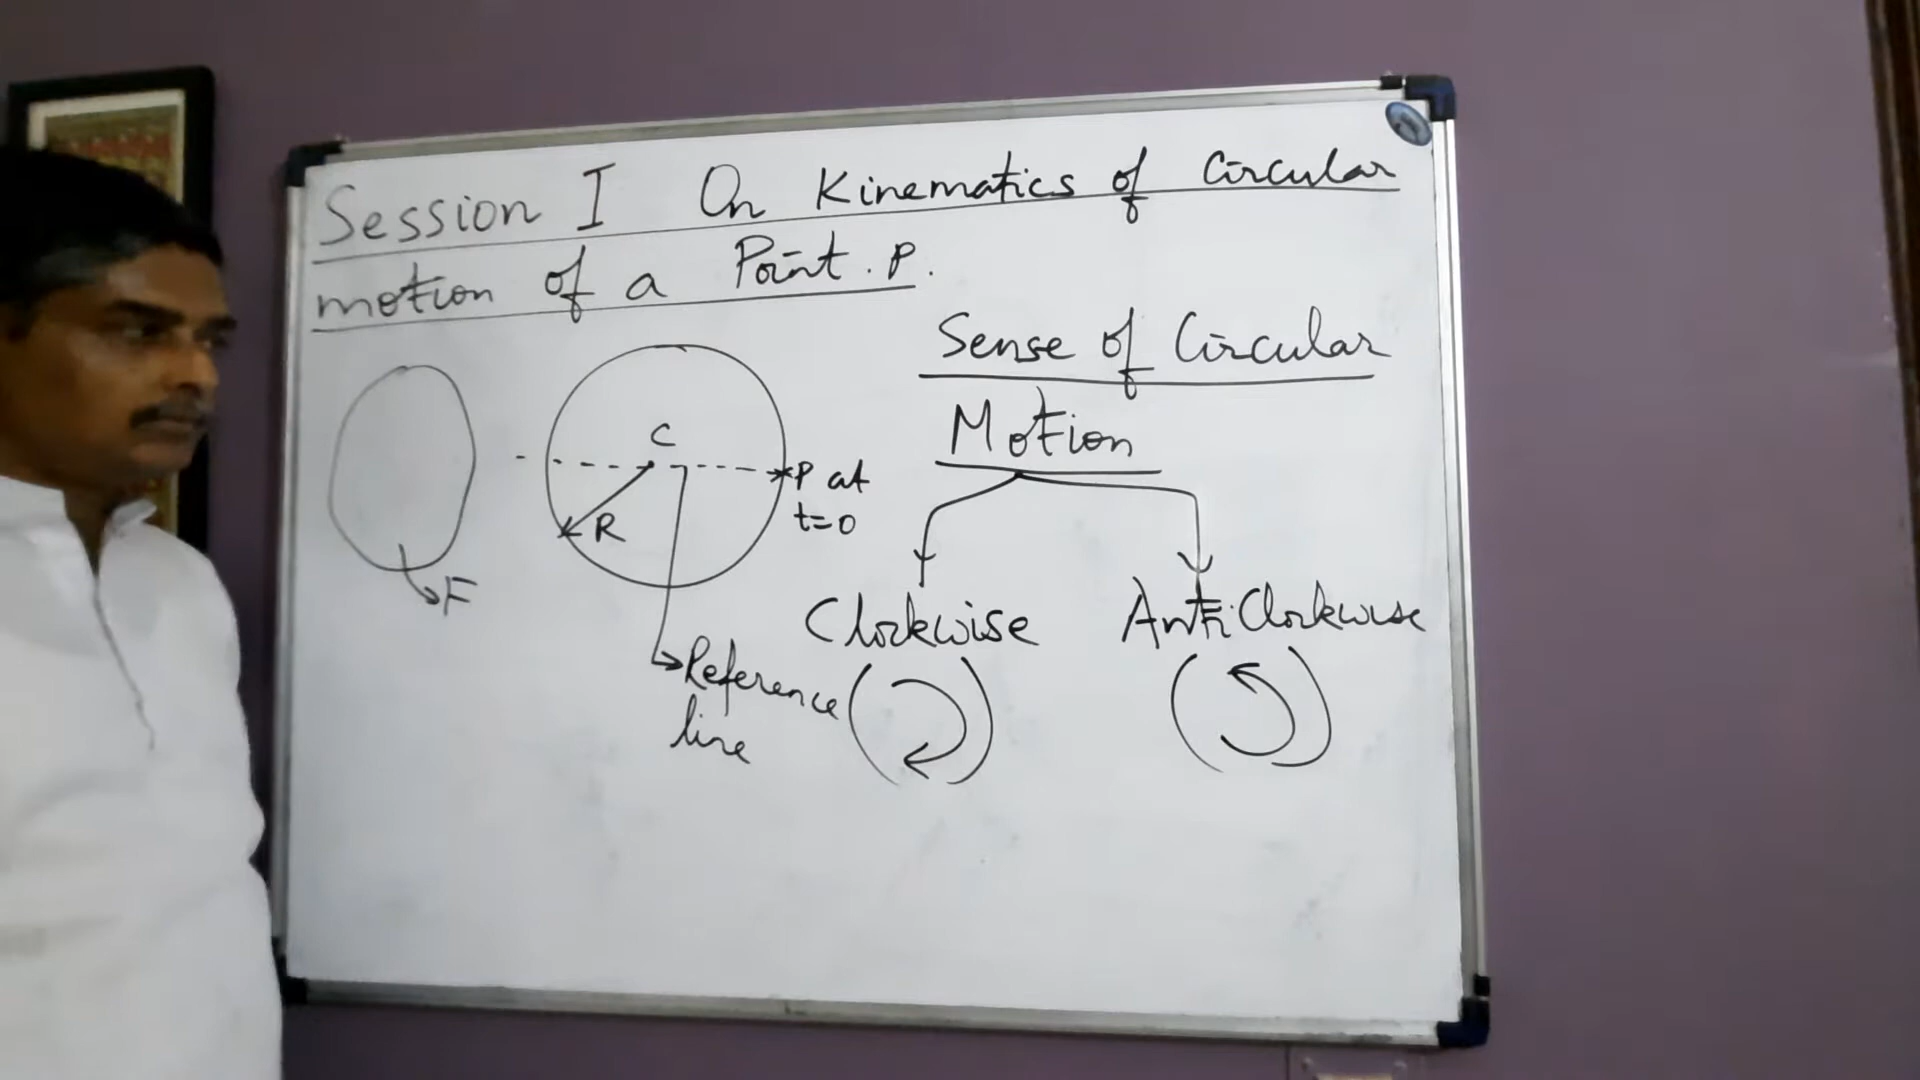 Session I On Kinematics of Circular
motion of a Point. P.
Sense of Circular
Motion
C
R
P at
t=0
F
Reference
line
Clockwise
Anti-Clockwise